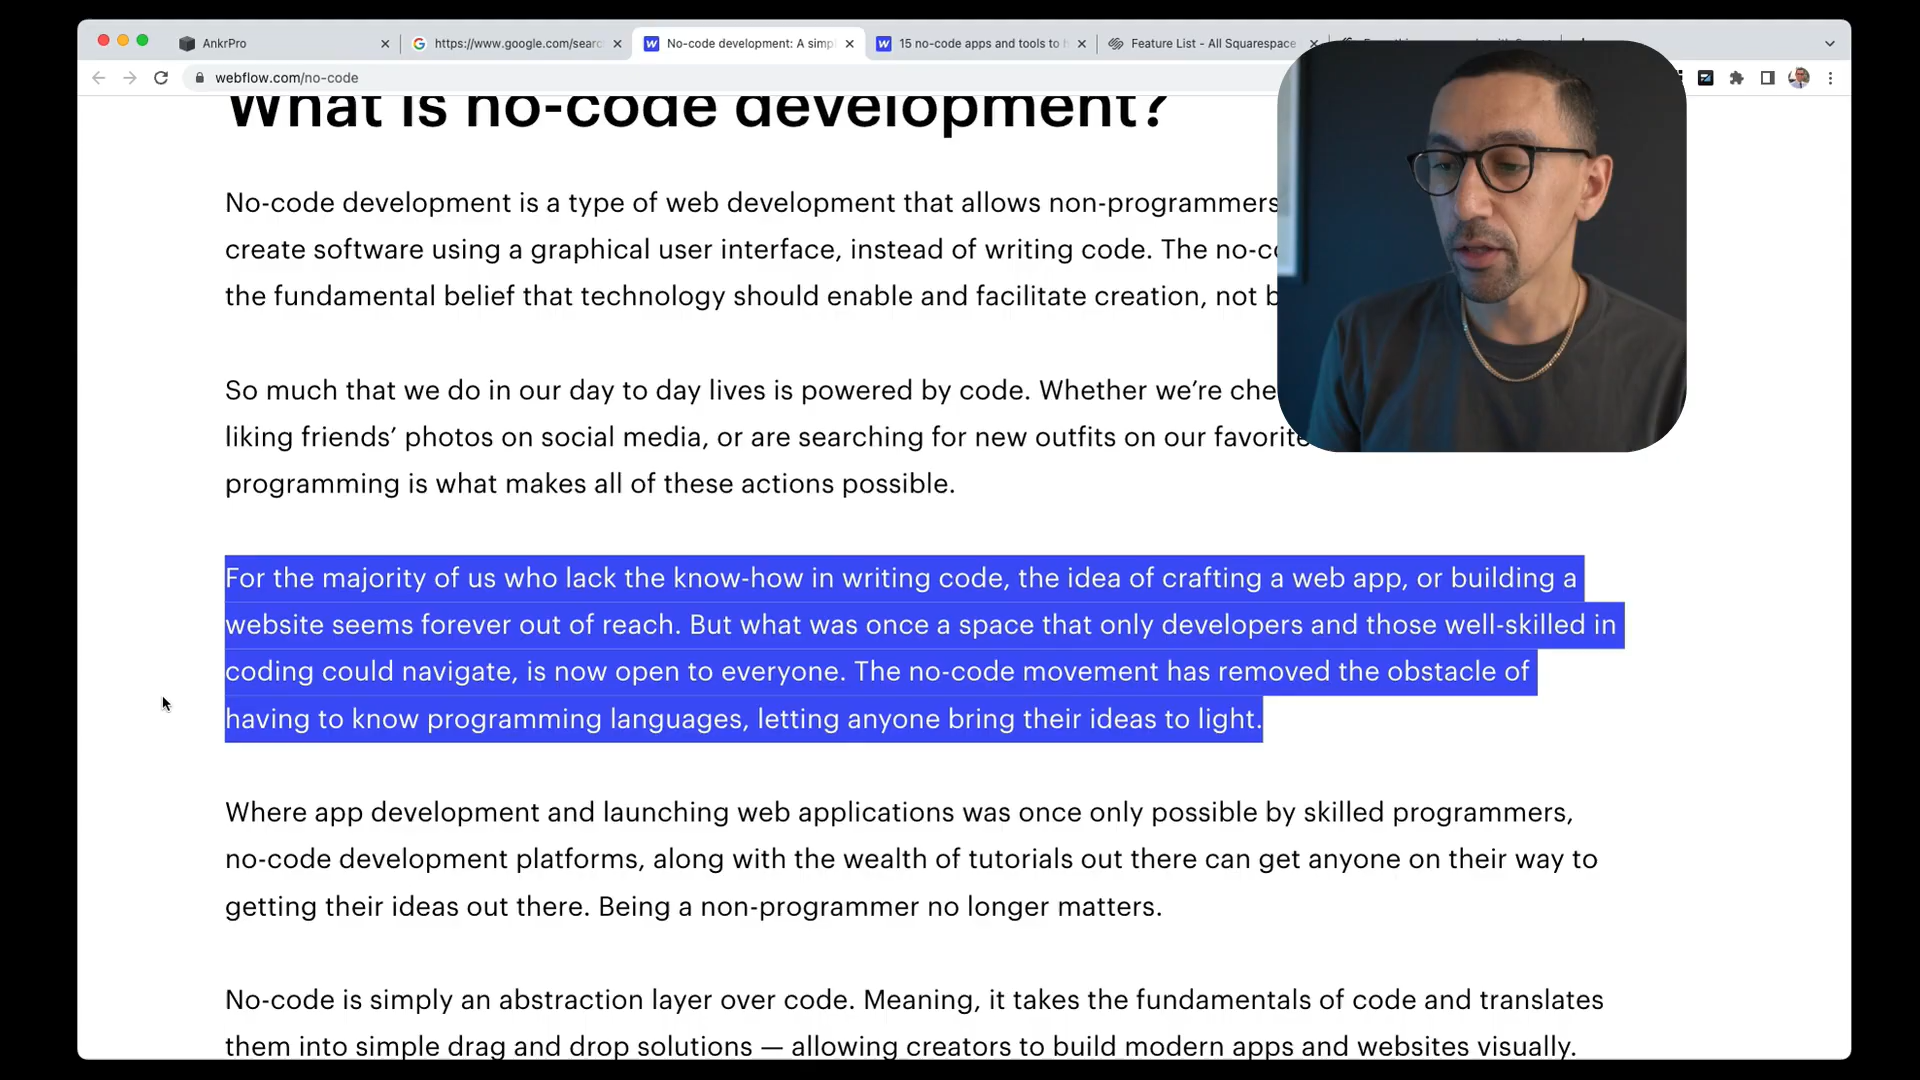 AnkrPro
https://www.google.com/searc
No-code development: A simpl
15 no-code apps and tools to h
Feature List - All Squarespace
webflow.com/no-code
What is no-code development?
No-code development is a type of web development that allows non-programmers
create software using a graphical user interface, instead of writing code. The no-co
the fundamental belief that technology should enable and facilitate creation, not b
So much that we do in our day to day lives is powered by code. Whether we’re che
liking friends’ photos on social media, or are searching for new outfits on our favorite
programming is what makes all of these actions possible.
For the majority of us who lack the know-how in writing code, the idea of crafting a web app, or building a
website seems forever out of reach. But what was once a space that only developers and those well-skilled in
coding could navigate, is now open to everyone. The no-code movement has removed the obstacle of
having to know programming languages, letting anyone bring their ideas to light.
Where app development and launching web applications was once only possible by skilled programmers,
no-code development platforms, along with the wealth of tutorials out there can get anyone on their way to
getting their ideas out there. Being a non-programmer no longer matters.
No-code is simply an abstraction layer over code. Meaning, it takes the fundamentals of code and translates
them into simple drag and drop solutions — allowing creators to build modern apps and websites visually.